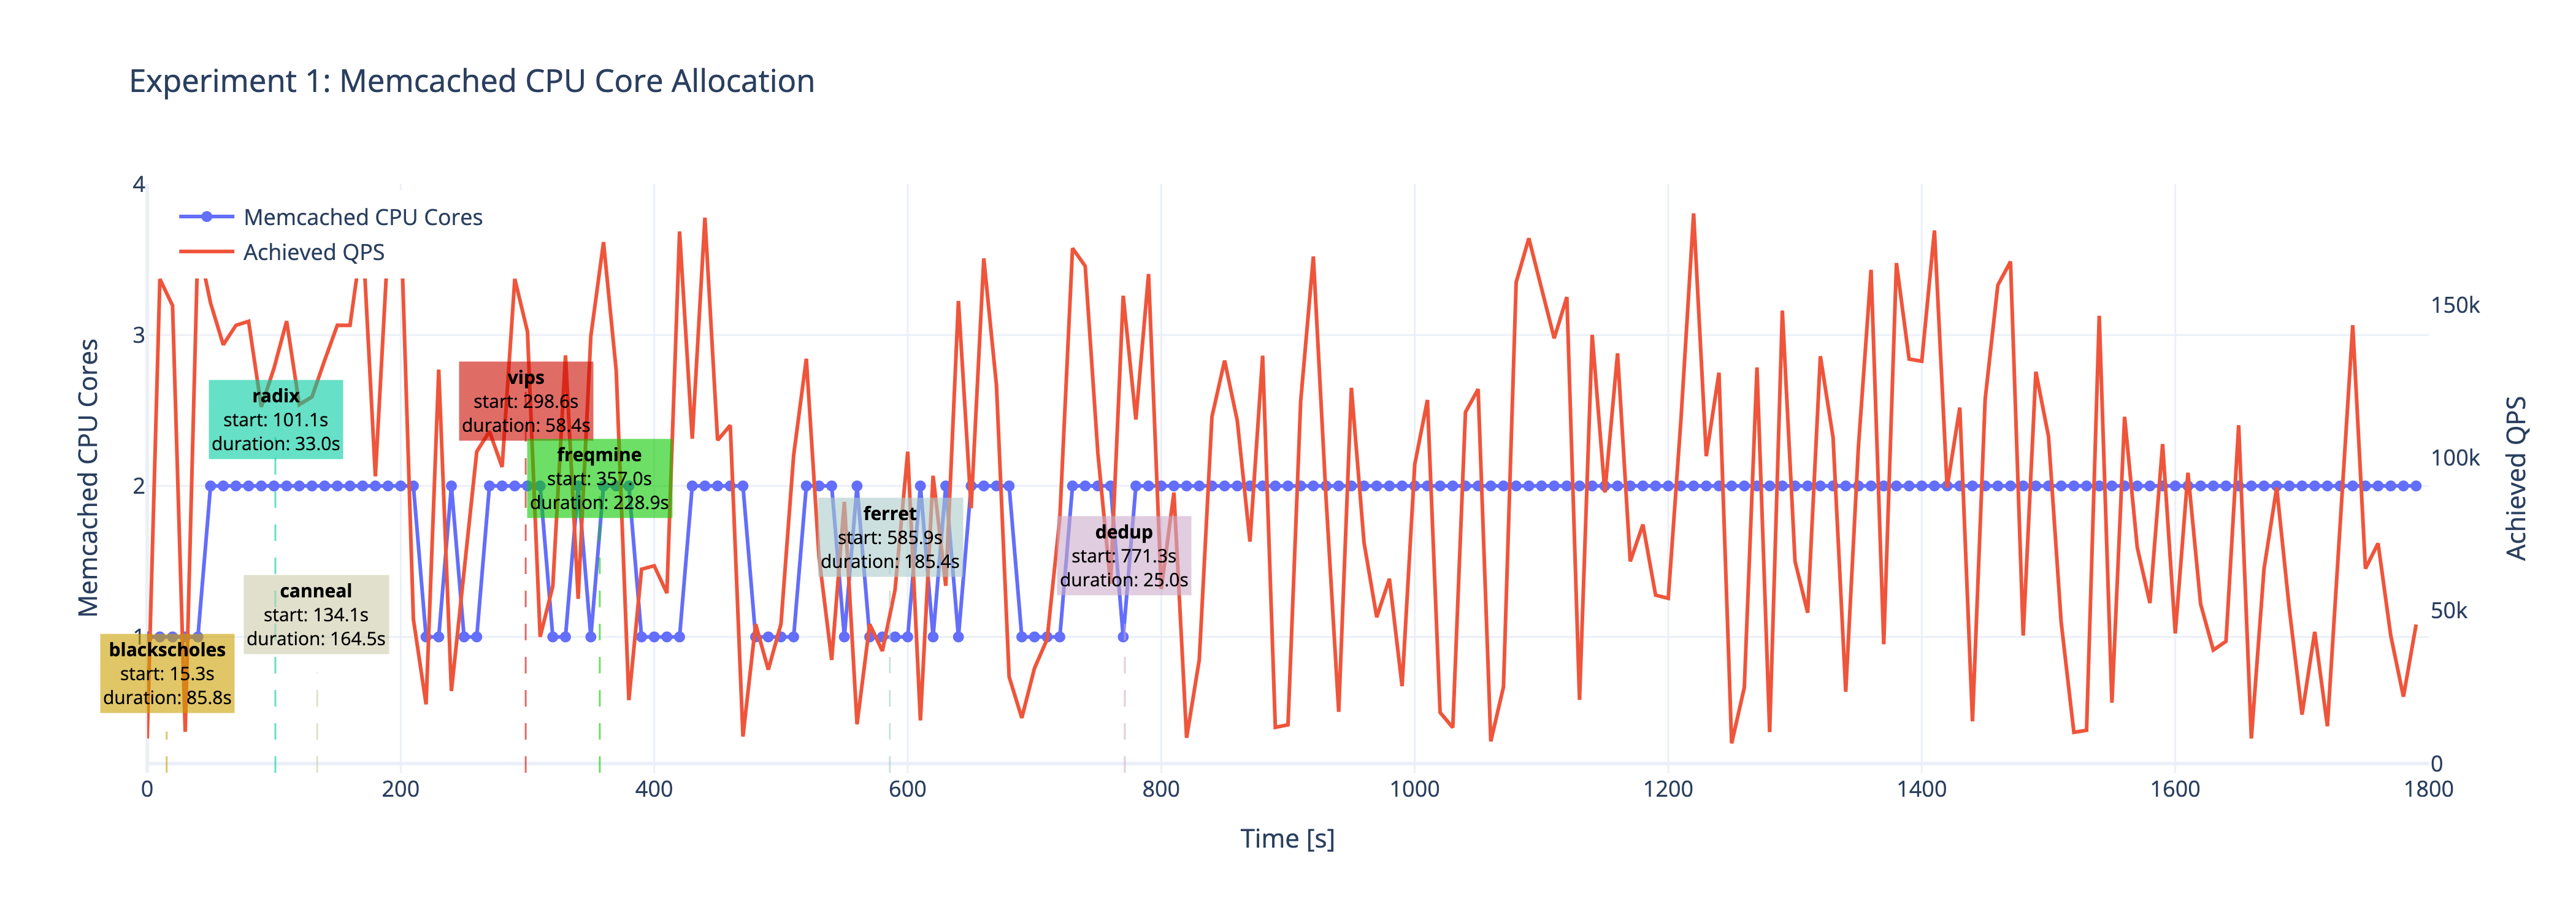 Experiment 1: Memcached CPU Core Allocation
Memcached CPU Cores
Achieved QPS
4
3
2
1
Memcached CPU Cores
150k
100k
50k
0
Achieved QPS
radix
start: 101.1s
duration: 33.0s
vips
start: 298.6s
duration: 58.4s
freqmine
start: 357.0s
duration: 228.9s
ferret
start: 585.9s
duration: 185.4s
dedup
start: 771.3s
duration: 25.0s
canneal
start: 134.1s
duration: 164.5s
blackscholes
start: 15.3s
duration: 85.8s
0
200
400
600
800
1000
1200
1400
1600
1800
Time [s]